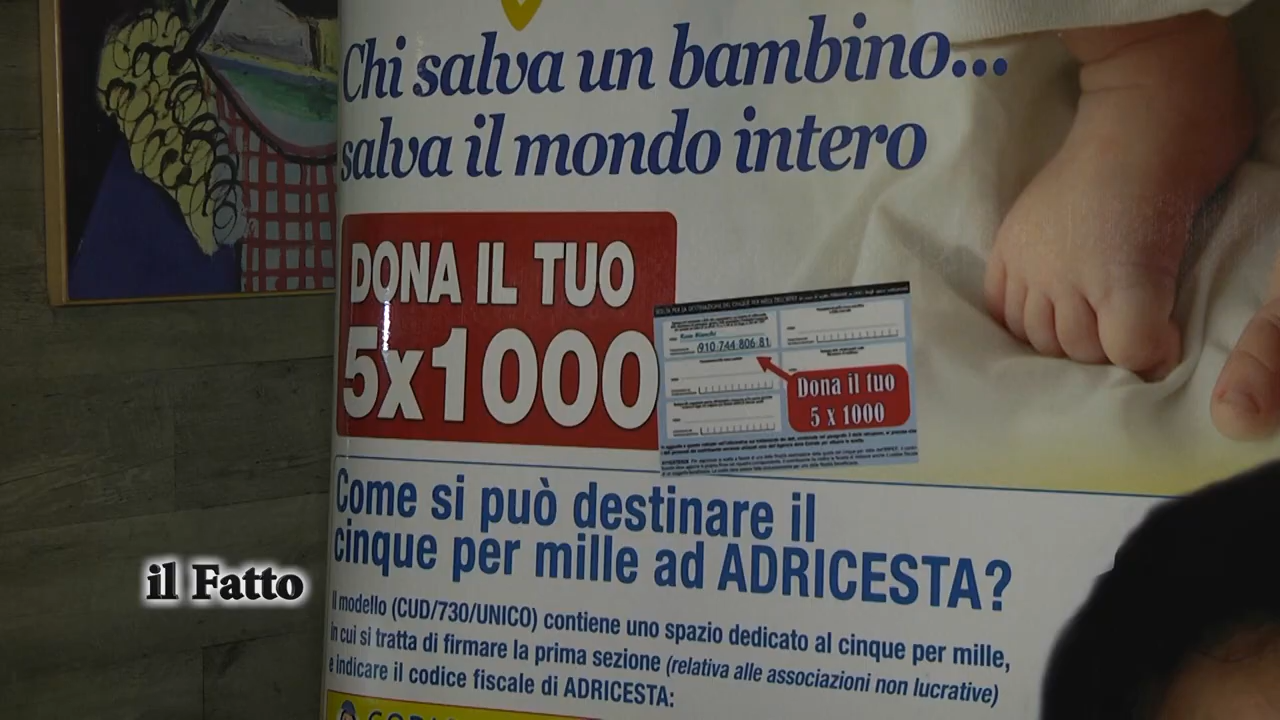 Chi salva un bambino...
salva il mondo intero
DONA IL TUO
5x1000
910 744 806 81
Dona il tuo
5 x 1000
Come si può destinare il
cinque per mille ad ADRICESTA?
Il modello (CUD/730/UNICO) contiene uno spazio dedicato al cinque per mille,
in cui si tratta di firmare la prima sezione (relativa alle associazioni non lucrative)
e indicare il codice fiscale di ADRICESTA:
il Fatto